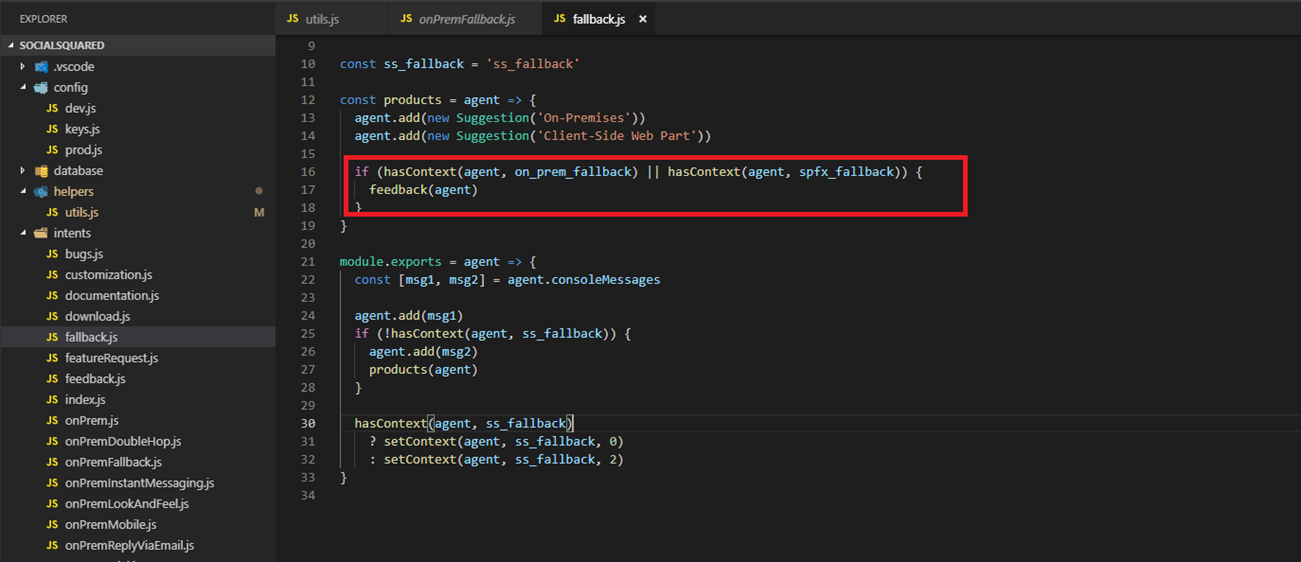 EXPLORER
JS utils.js
JS onPremFallback.js
JS fallback.js ×
SOCIALSQUARED
.vscode
config
JS dev.js
JS keys.js
JS prod.js
database
helpers
JS utils.js M
intents
JS bugs.js
JS customization.js
JS documentation.js
JS download.js
JS fallback.js
JS featureRequest.js
JS feedback.js
JS index.js
JS onPrem.js
JS onPremDoubleHop.js
JS onPremFallback.js
JS onPremInstantMessaging.js
JS onPremLookAndFeel.js
JS onPremMobile.js
JS onPremReplyViaEmail.js
9
10 const ss_fallback = 'ss_fallback'
11
12 const products = agent => {
13 agent.add(new Suggestion('On-Premises'))
14 agent.add(new Suggestion('Client-Side Web Part'))
15
16 if (hasContext(agent, on_prem_fallback) || hasContext(agent, spfx_fallback)) {
17 feedback(agent)
18 }
19 }
20
21 module.exports = agent => {
22 const [msg1, msg2] = agent.consoleMessages
23
24 agent.add(msg1)
25 if (!hasContext(agent, ss_fallback)) {
26 agent.add(msg2)
27 products(agent)
28 }
29
30 hasContext(agent, ss_fallback)
31 ? setContext(agent, ss_fallback, 0)
32 : setContext(agent, ss_fallback, 2)
33 }
34